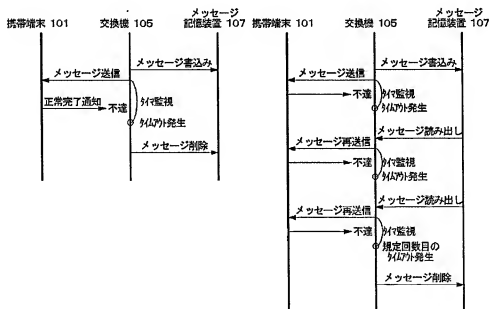 携帯端末 101
交換機 105
メッセージ
記憶装置 107
メッセージ書込み
メッセージ送信
正常完了通知
不達
タイマ監視
タイムアウト発生
メッセージ削除
携帯端末 101
交換機 105
メッセージ
記憶装置 107
メッセージ書込み
メッセージ送信
不達
タイマ監視
タイムアウト発生
メッセージ読み出し
メッセージ再送信
不達
タイマ監視
タイムアウト発生
メッセージ読み出し
メッセージ再送信
不達
タイマ監視
規定回数目の
タイムアウト発生
メッセージ削除